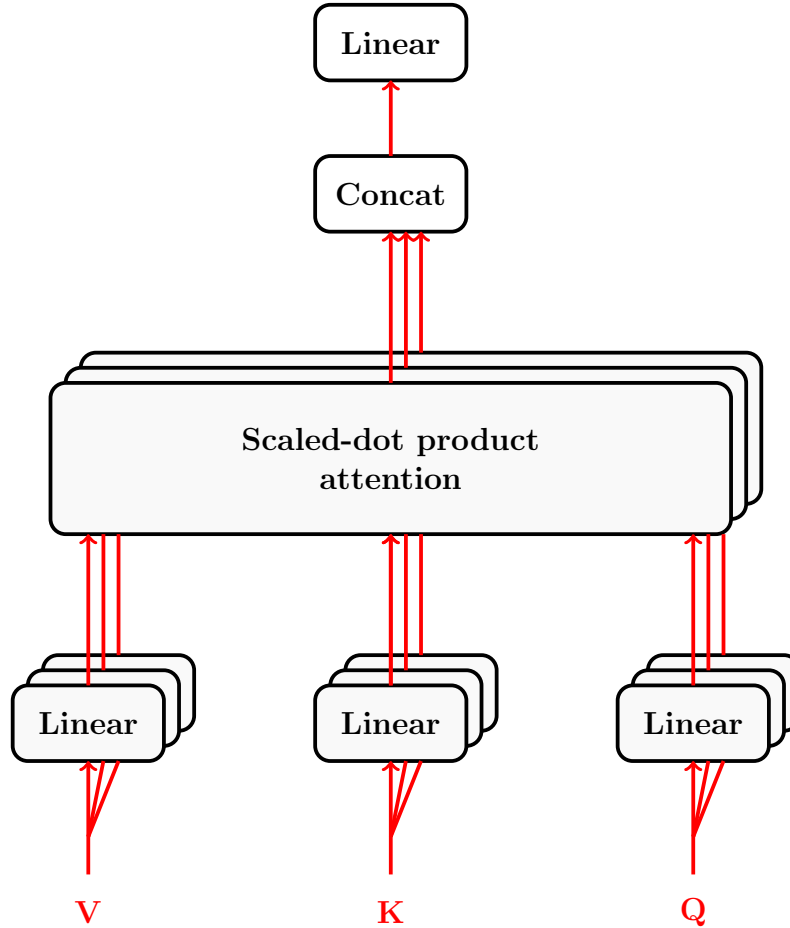 Linear
Concat
Scaled-dot product
attention
Linear
Linear
Linear
V
K
Q